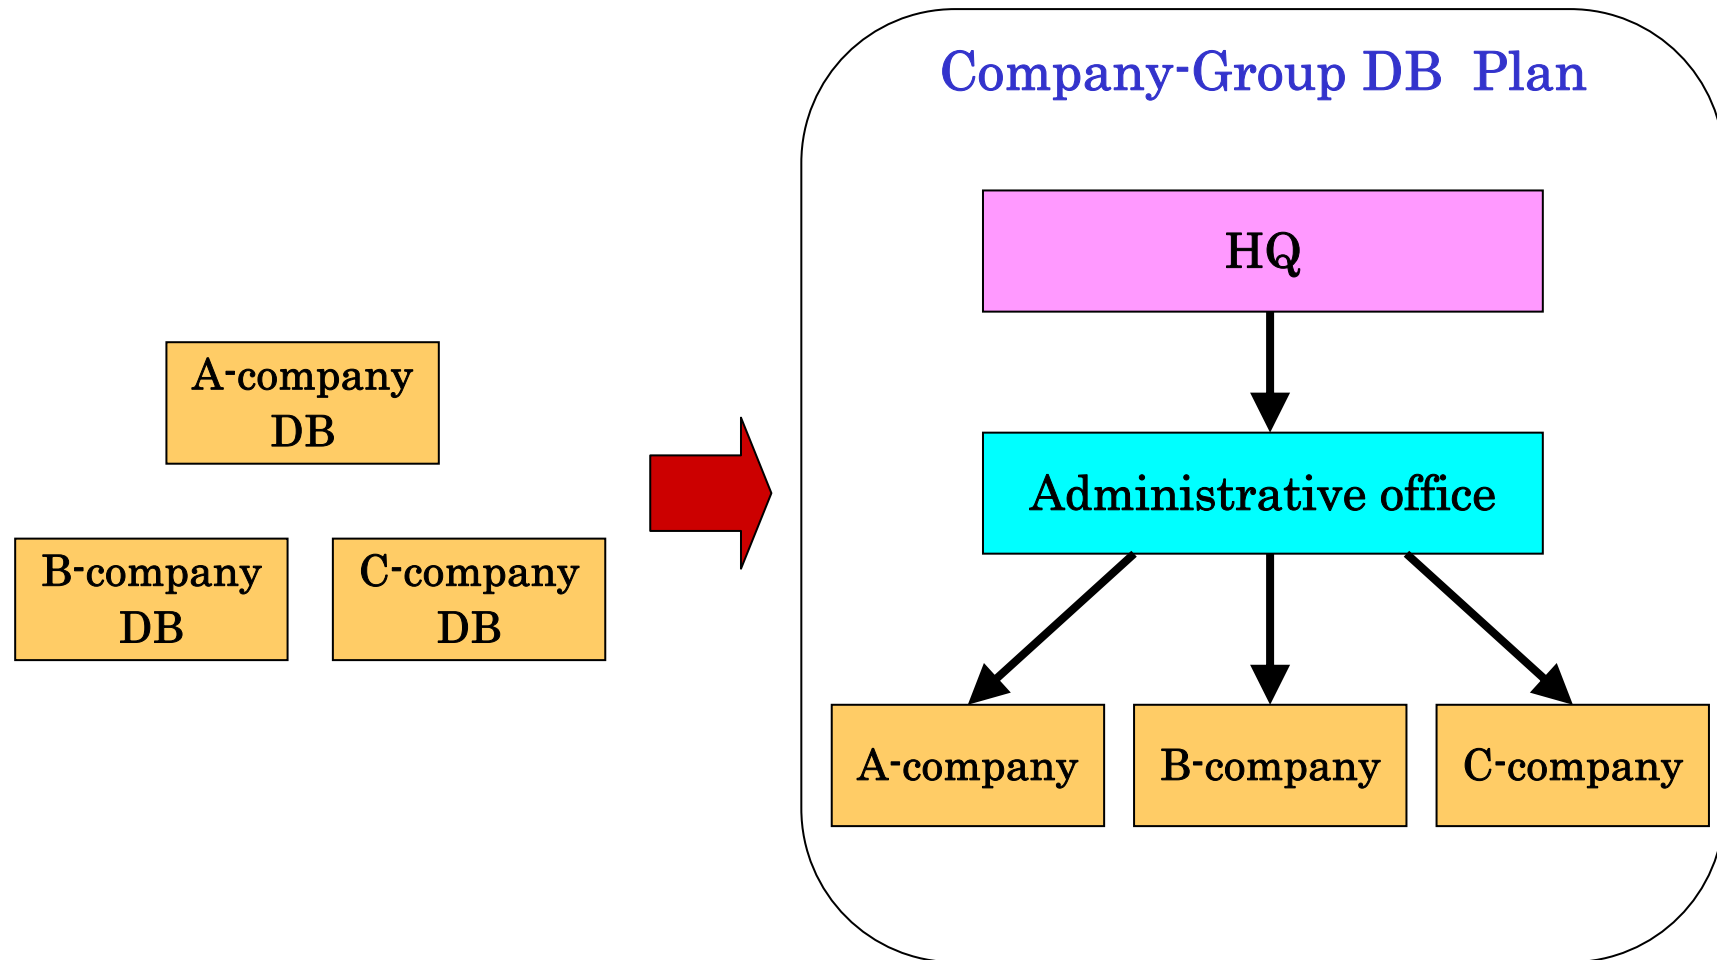 Company-Group DB Plan
HQ
A-company
DB
Administrative office
B-company
DB
C-company
DB
A-company
B-company
C-company